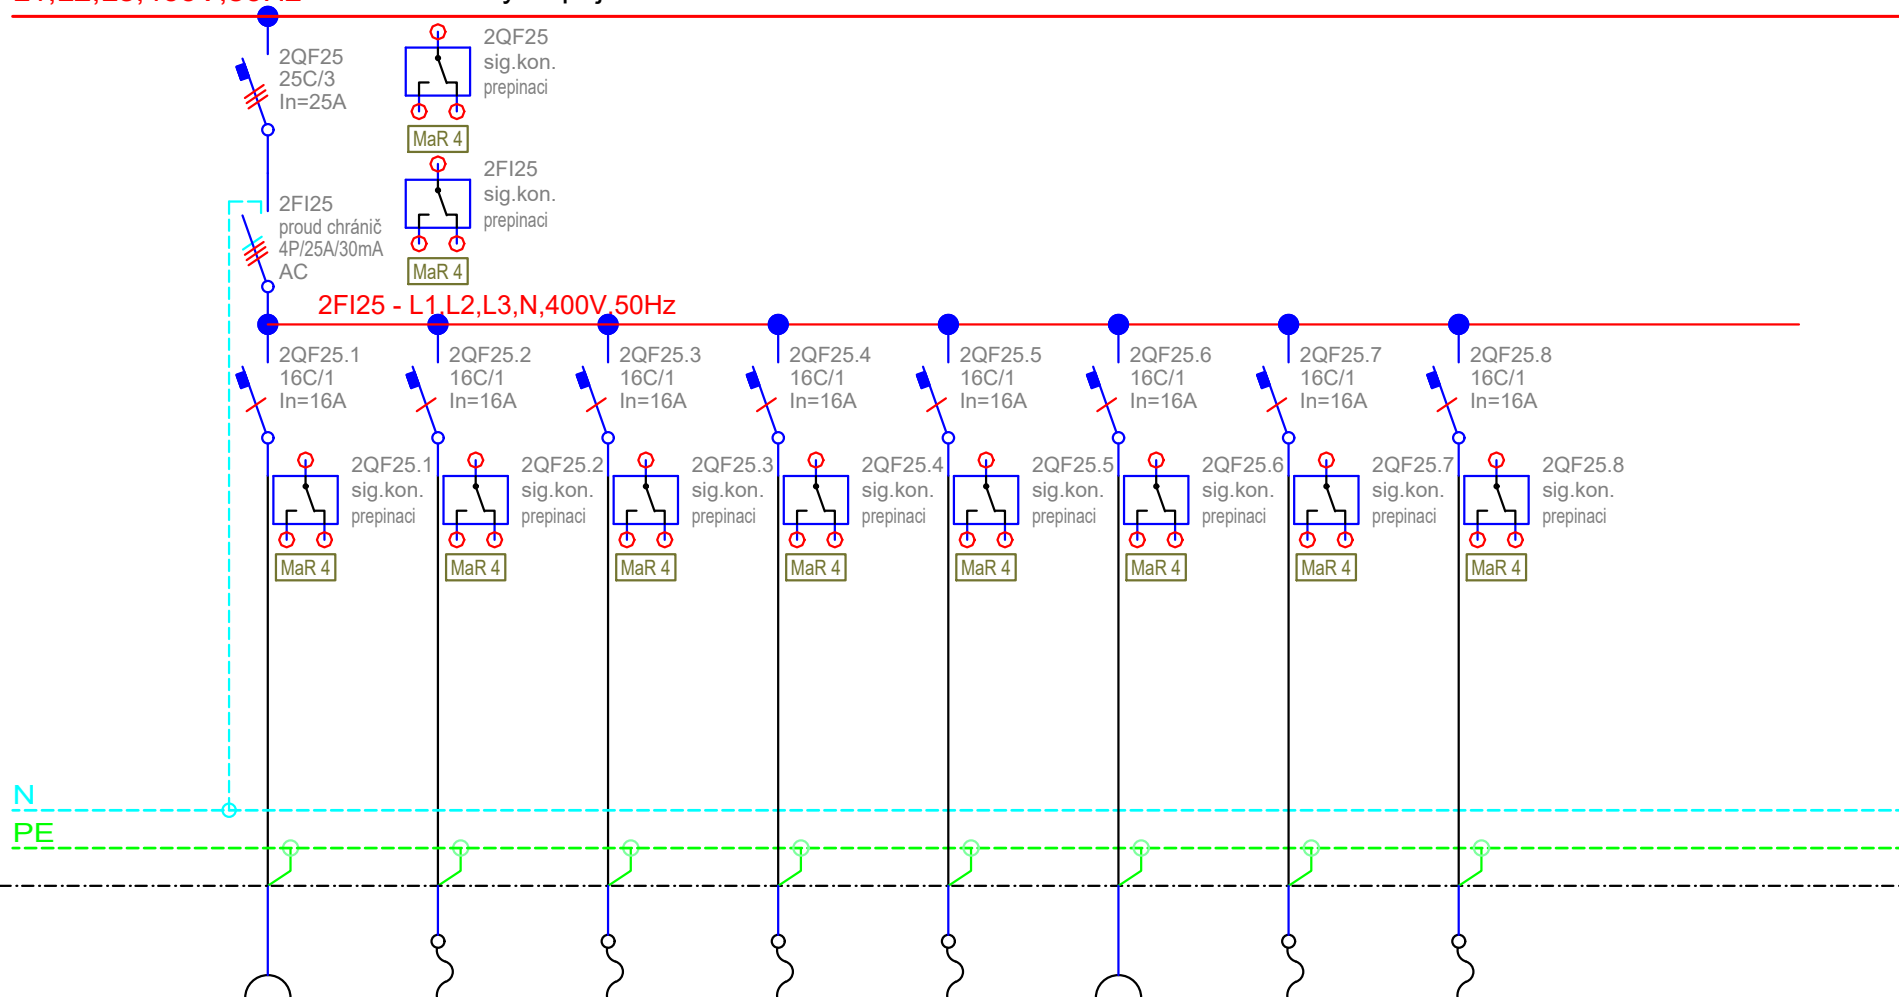 2QF25
25C/3
In=25A
2QF25
sig.kon.
prepinaci
MaR 4
2FI25
proud chránič
4P/25A/30mA
AC
2FI25
sig.kon.
prepinaci
MaR 4
2FI25 - L1,L2,L3,N,400V,50Hz
2QF25.1
16C/1
In=16A
2QF25.2
16C/1
In=16A
2QF25.3
16C/1
In=16A
2QF25.4
16C/1
In=16A
2QF25.5
16C/1
In=16A
2QF25.6
16C/1
In=16A
2QF25.7
16C/1
In=16A
2QF25.8
16C/1
In=16A
2QF25.1
sig.kon.
prepinaci
MaR 4
2QF25.2
sig.kon.
prepinaci
MaR 4
2QF25.3
sig.kon.
prepinaci
MaR 4
2QF25.4
sig.kon.
prepinaci
MaR 4
2QF25.5
sig.kon.
prepinaci
MaR 4
2QF25.6
sig.kon.
prepinaci
MaR 4
2QF25.7
sig.kon.
prepinaci
MaR 4
2QF25.8
sig.kon.
prepinaci
MaR 4
N
PE